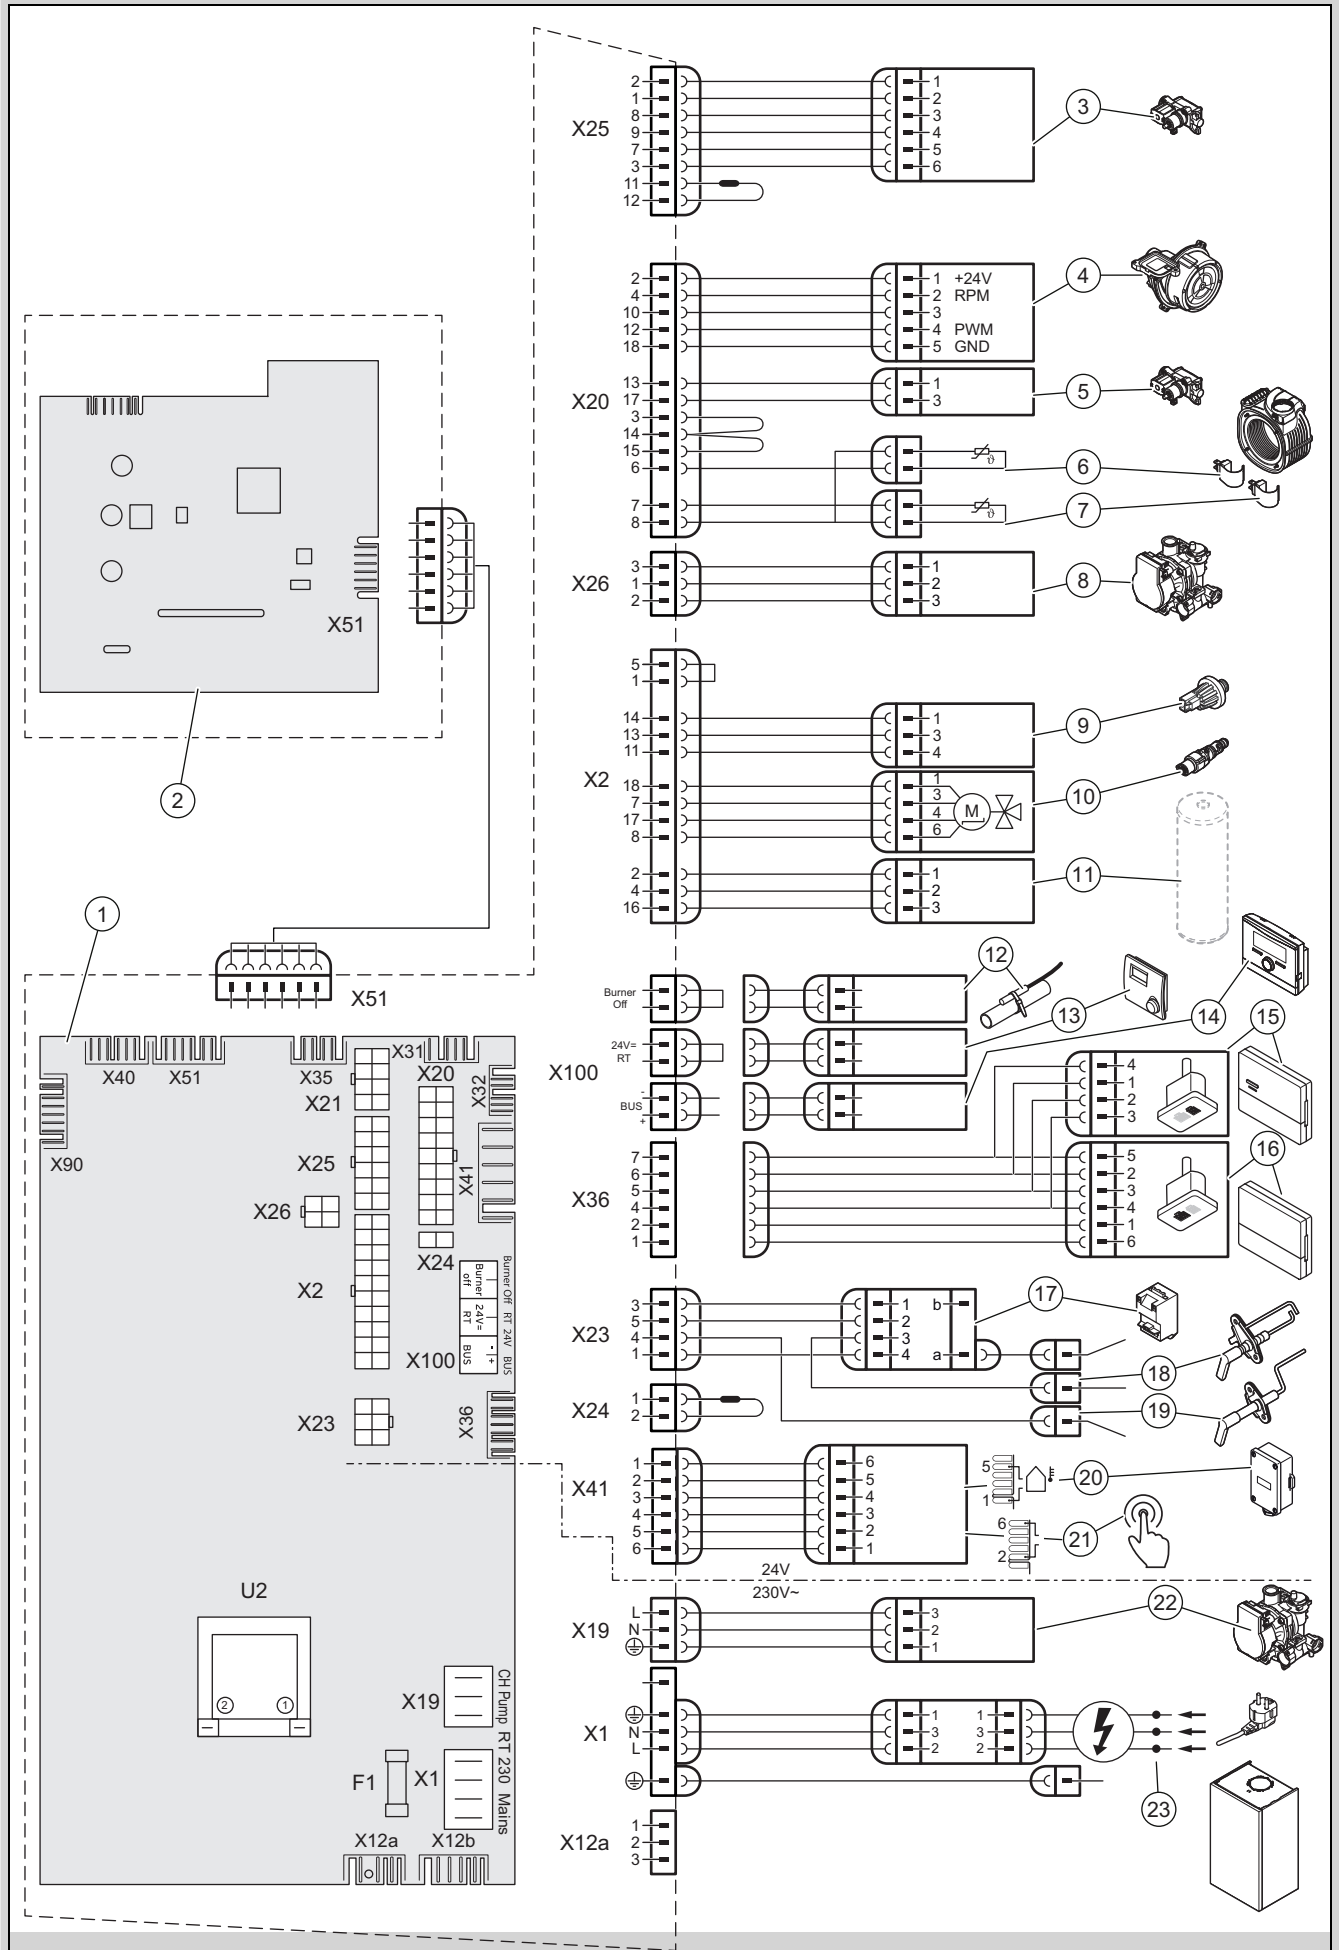 X25
2
1
8
9
7
3
11
12
1
2
3
4
5
6
3
X20
2
4
10
12
18
13
17
3
14
15
6
7
8
1 +24V
2 RPM
3
4 PWM
5 GND
4
1
3
5
ϑ
6
ϑ
7
X26
3
1
2
1
2
3
8
X51
2
X2
5
1
14
13
11
18
7
17
8
2
4
16
1
3
4
9
1
3
4
6
M
10
1
2
3
11
1
X51
X100
Burner
Off
24V=
RT
-
BUS
+
12
13
14
15
4
1
2
3
X36
7
6
5
4
2
1
5
2
3
4
1
6
16
X23
3
5
4
1
1
2
3
4
b
a
17
18
19
X24
1
2
X41
1
2
3
4
5
6
6
5
4
3
2
1
5
1
20
6
2
21
24V
230V~
X19
L
N
3
2
1
22
X1
N
L
1
3
2
1
3
2
23
X12a
1
2
3
X40
X51
X35
X31
X20
X32
X21
X90
X25
X41
X26
X24
X2
Burner
off
24V=
RT
BUS
-
+
Burner Off RT 24V BUS
X100
X23
X36
U2
2
1
X19
CH Pump RT 230 Mains
F1
X1
X12a
X12b